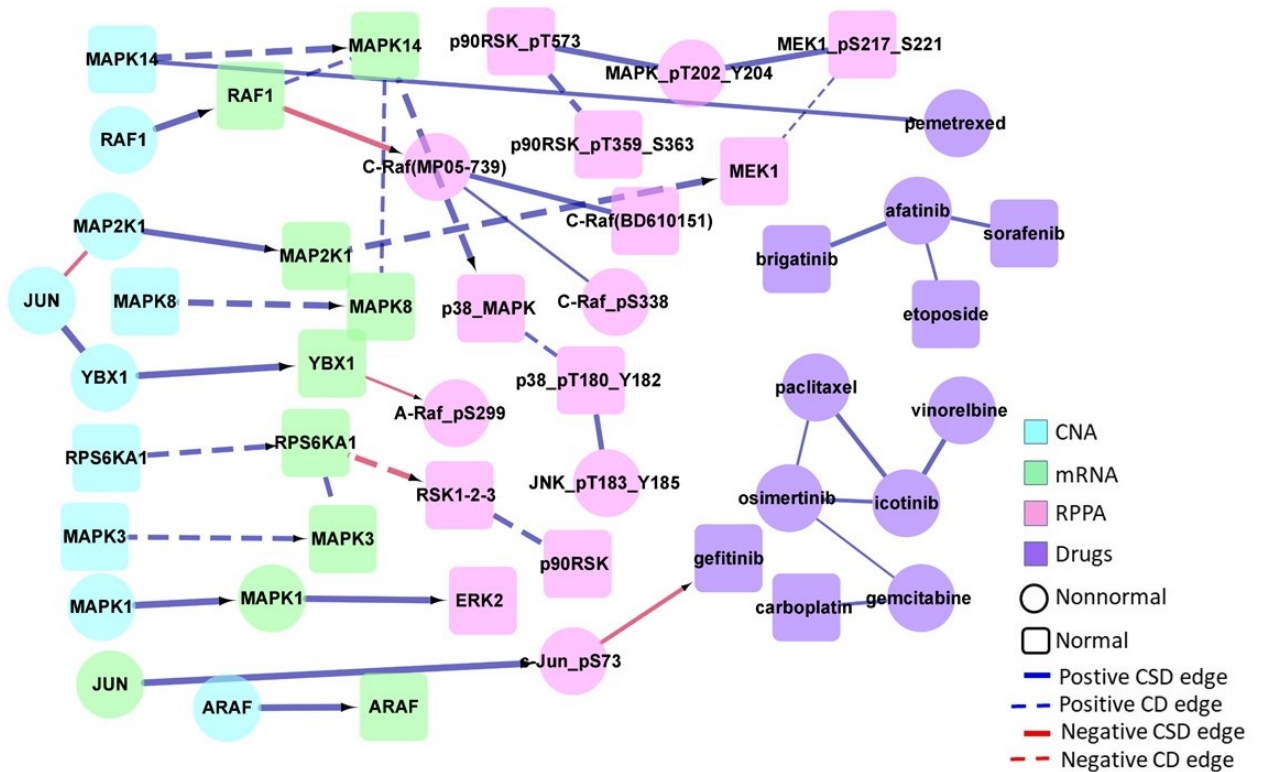 MAPK14
MAPK14
p90RSK_pT573
MAPK_pT202_Y204
MEK1_pS217_S221
RAF1
RAF1
pemetrexed
C-Raf(MP05-739)
p90RSK_pT359_S363
MEK1
MAP2K1
MAP2K1
C-Raf(BD610151)
afatinib
sorafenib
brigatinib
etoposide
JUN
MAPK8
MAPK8
p38_MAPK
C-Raf_pS338
YBX1
YBX1
A-Raf_pS299
p38_pT180_Y182
paclitaxel
vinorelbine
RPS6KA1
RPS6KA1
RSK1-2-3
JNK_pT183_Y185
osimertinib
icotinib
MAPK3
MAPK3
p90RSK
gefitinib
MAPK1
MAPK1
ERK2
carboplatin
gemcitabine
JUN
c-Jun_pS73
ARAF
ARAF
CNA
mRNA
RPPA
Drugs
Nonnormal
Normal
Postive CSD edge
Positive CD edge
Negative CSD edge
Negative CD edge